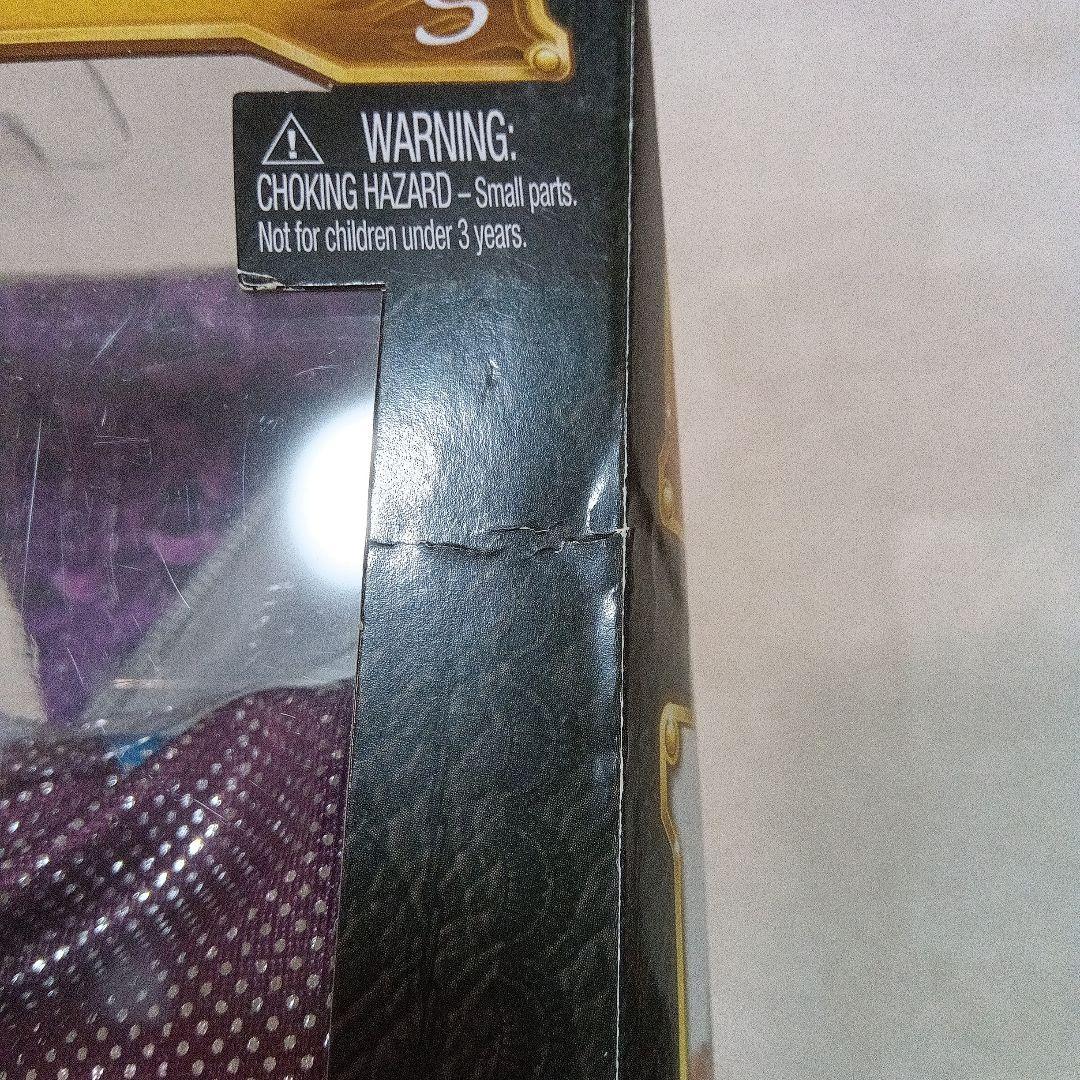 S
WARNING:
CHOKING HAZARD – Small parts.
Not for children under 3 years.